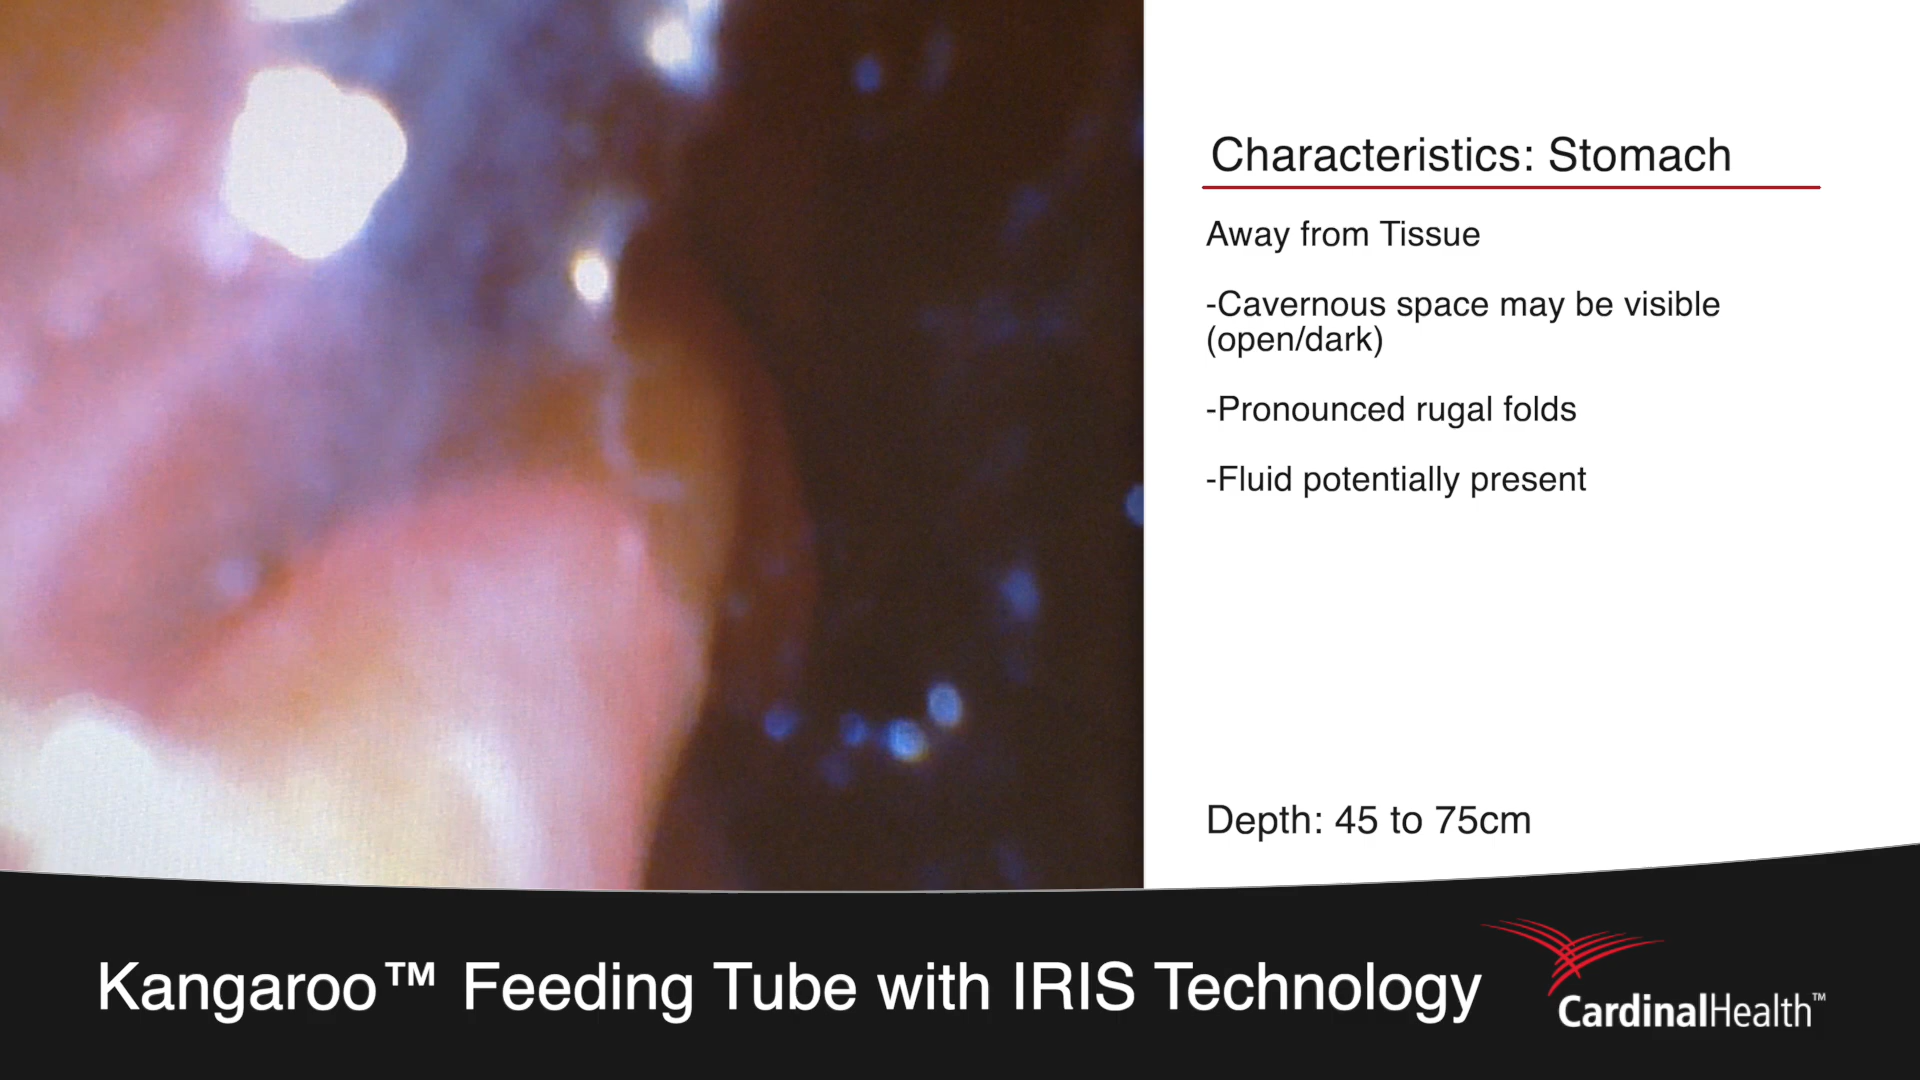 Characteristics: Stomach
Away from Tissue
-Cavernous space may be visible
(open/dark)
-Pronounced rugal folds
-Fluid potentially present
Depth: 45 to 75cm
Kangaroo™ Feeding Tube with IRIS Technology
CardinalHealth™